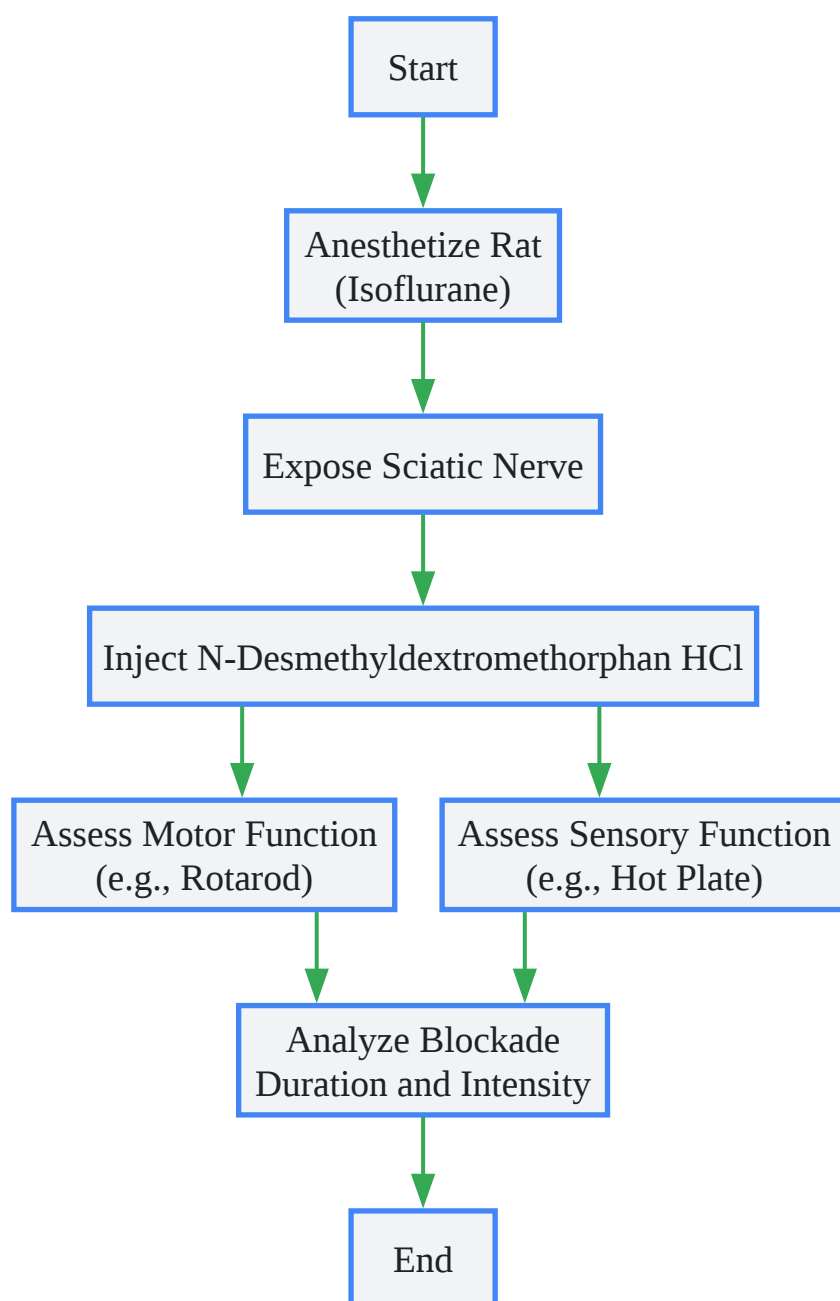 Start
Anesthetize Rat
(Isoflurane)
Expose Sciatic Nerve
Inject N-Desmethyldextromethorphan HCl
Assess Motor Function
(e.g., Rotarod)
Assess Sensory Function
(e.g., Hot Plate)
Analyze Blockade
Duration and Intensity
End